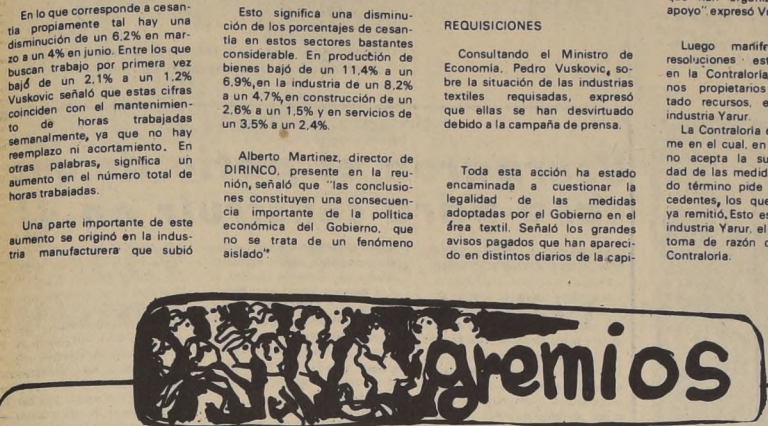 En lo que corresponde a cesan-
tía propiamente tal hay una
disminución de un 6.2% en mar-
zo a un 4% en junio. Entre los que
buscan trabajo por primera vez
bajó de un 2.1% a un 1.2%
Vuskovic señaló que estas cifras
coinciden con el mantenimien-
to de horas trabajadas
semanalmente, ya que no hay
reemplazo ni acortamiento. En
otras palabras, significa un
aumento en el número total de
horas trabajadas.
Una parte importante de este
aumento se originó en la indus-
tria manufacturera que subió
Esto significa una disminu-
ción de los porcentajes de cesan-
tía en estos sectores bastantes
considerable. En producción de
bienes bajó de un 11.4% a un
6,9%,en la industria de un 8.2%
a un 4.7%,en construcción de un
2.6% a un 1.5% y en servicios de
un 3,5% a un 2.4%.
Alberto Martinez, director de
DIRINCO, presente en la reu-
nión, señaló que "las conclusio-
nes constituyen una consecuen-
cia importante de la política
económica del Gobierno, que
no se trata de un fenómeno
aislado"
REQUISICIONES
Consultando el Ministro de
Economía, Pedro Vuskovic, so-
bre la situación de las industrias
textiles requisadas, expresó
que ellas se han desvirtuado
debido a la campaña de prensa.
Toda esta acción ha estado
encaminada a cuestionar la
legalidad de las medidas
adoptadas por el Gobierno en el
área textil. Señaló los grandes
avisos pagados que han apareci-
do en distintos diarios de la capi-
apoyo" expresó Vu
Luego manifr
resoluciones est
en la Contraloría
nos propietarios
tado recursos, e
industria Yarur.
La Contraloría e
me en el cual, en
no acepta la su
dad de las medid
do término pide
cedentes, los que
ya remitió. Esto es
industria Yarur, el
toma de razón c
Contraloría.
gremios